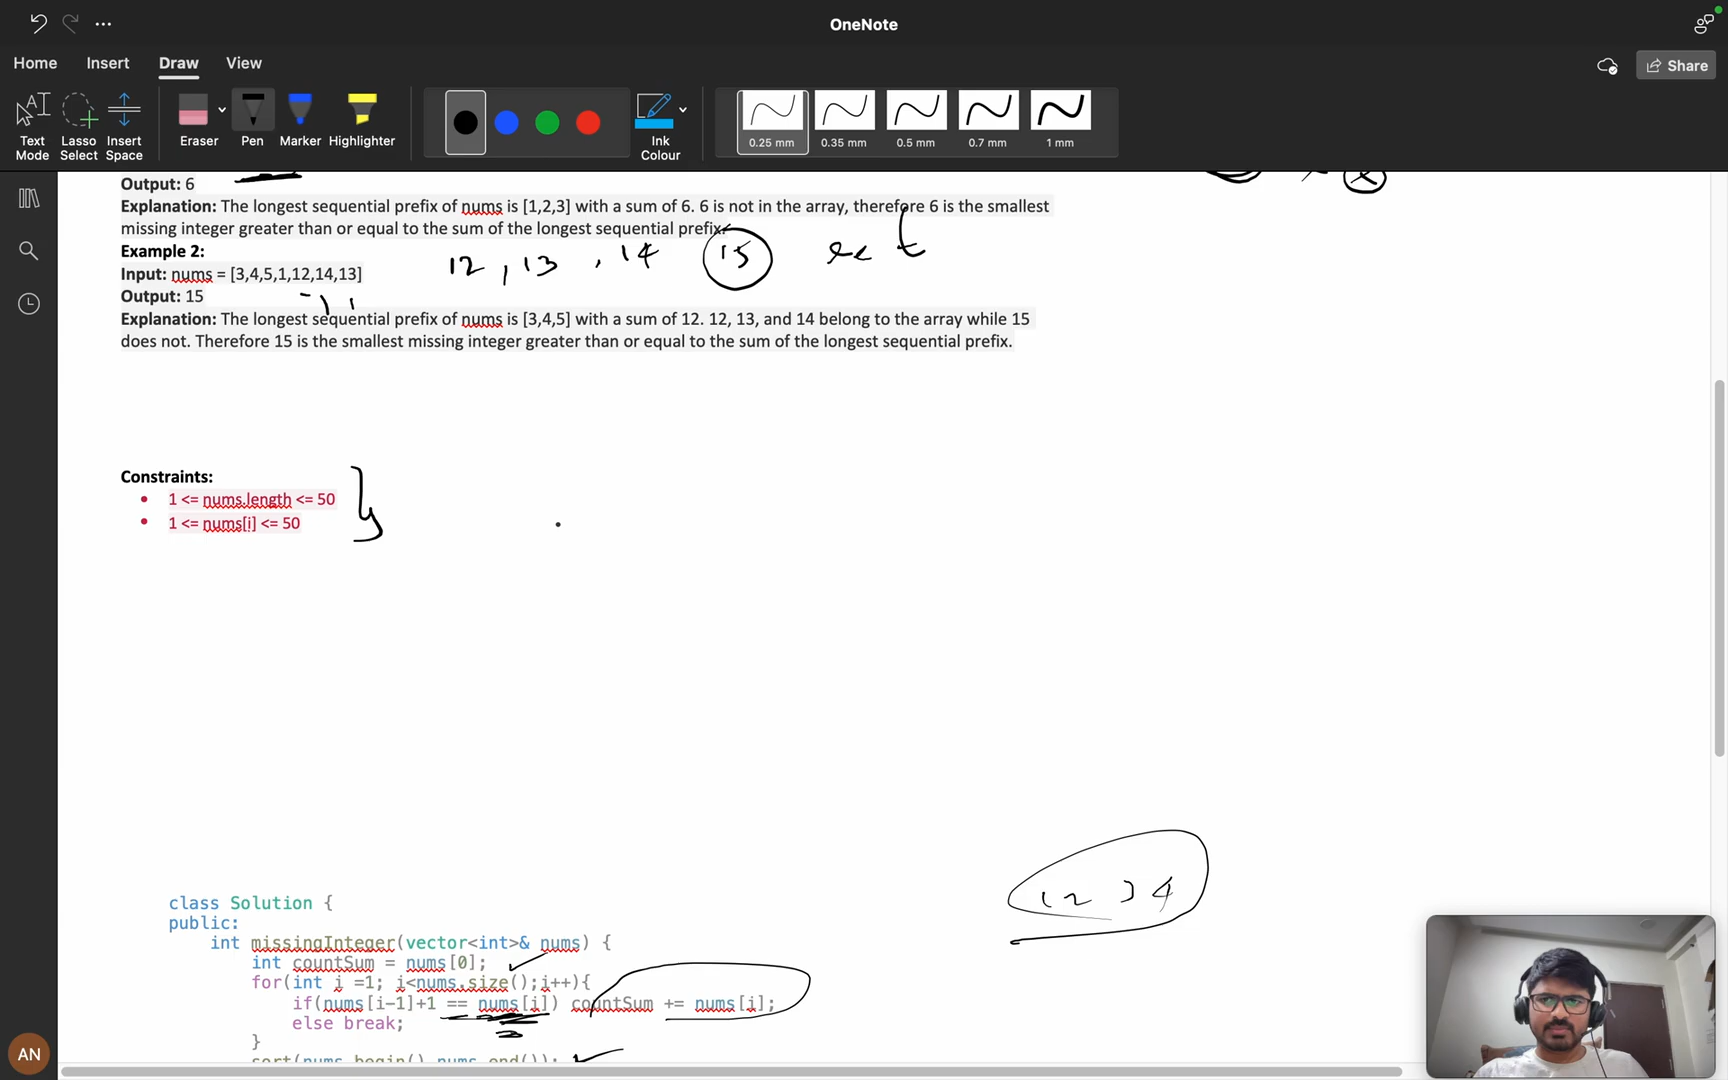 OneNote
Home Insert Draw View
Share
Text Mode
Lasso Select
Insert Space
Eraser
Pen
Marker
Highlighter
Ink Colour
0.25 mm
0.35 mm
0.5 mm
0.7 mm
1 mm
Output: 6
Explanation: The longest sequential prefix of nums is [1,2,3] with a sum of 6. 6 is not in the array, therefore 6 is the smallest
missing integer greater than or equal to the sum of the longest sequential prefix.
Example 2:
12 , 13 , 14 15
Input: nums = [3,4,5,1,12,14,13]
Output: 15
Explanation: The longest sequential prefix of nums is [3,4,5] with a sum of 12. 12, 13, and 14 belong to the array while 15
does not. Therefore 15 is the smallest missing integer greater than or equal to the sum of the longest sequential prefix.
Constraints:
• 1 <= nums.length <= 50
• 1 <= nums[i] <= 50
1 2 3 4
class Solution {
public:
int missingInteger(vector<int>& nums) {
int countSum = nums[0];
for(int i =1; i<nums.size();i++){
if(nums[i-1]+1 == nums[i]) countSum += nums[i];
else break;
}
sort(nums.begin(),nums.end());
AN